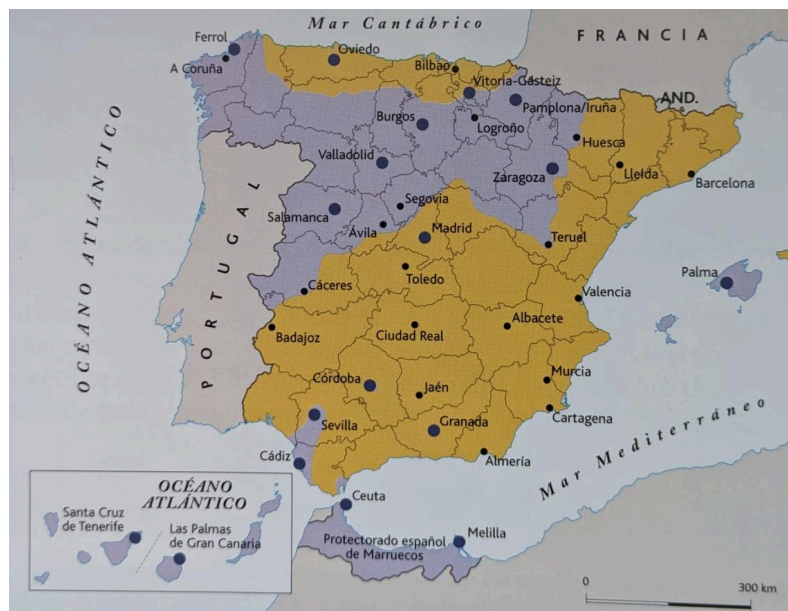 Mar Cantábrico
FRANCIA
Ferrol
A Coruña
Oviedo
Bilbao
Vitoria-Gasteiz
Pamplona/Iruña
AND.
Burgos
Logroño
Huesca
Valladolid
Zaragoza
Lleida
Barcelona
Segovia
Salamanca
Ávila
Madrid
Teruel
OCÉANO ATLÁNTICO
PORTUGAL
Toledo
Palma
Cáceres
Valencia
Badajoz
Ciudad Real
Albacete
Córdoba
Jaén
Murcia
Sevilla
Granada
Cartagena
Cádiz
Almería
Mar Mediterráneo
OCÉANO
ATLÁNTICO
Santa Cruz
de Tenerife
Las Palmas
de Gran Canaria
Ceuta
Melilla
Protectorado español
de Marruecos
0
300 km